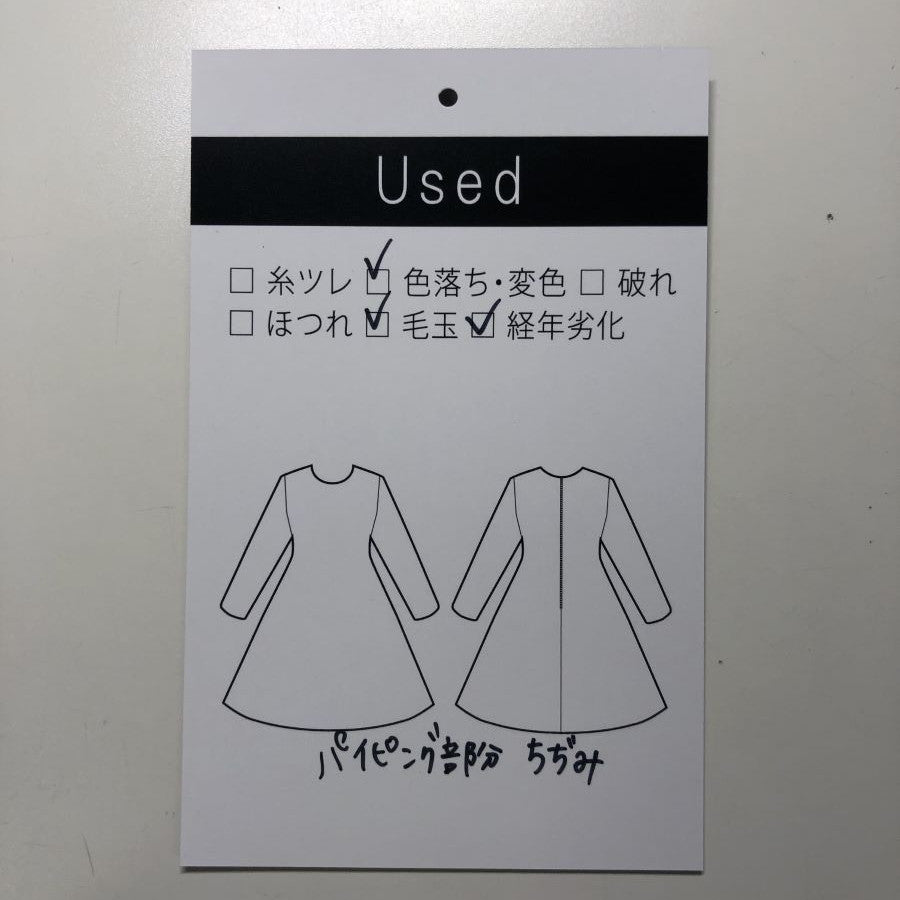 Used
□ 糸ツレ ☑ 色落ち・変色 □ 破れ
□ ほつれ ☑ 毛玉 ☑ 経年劣化
パイピング部分 ちぢみ